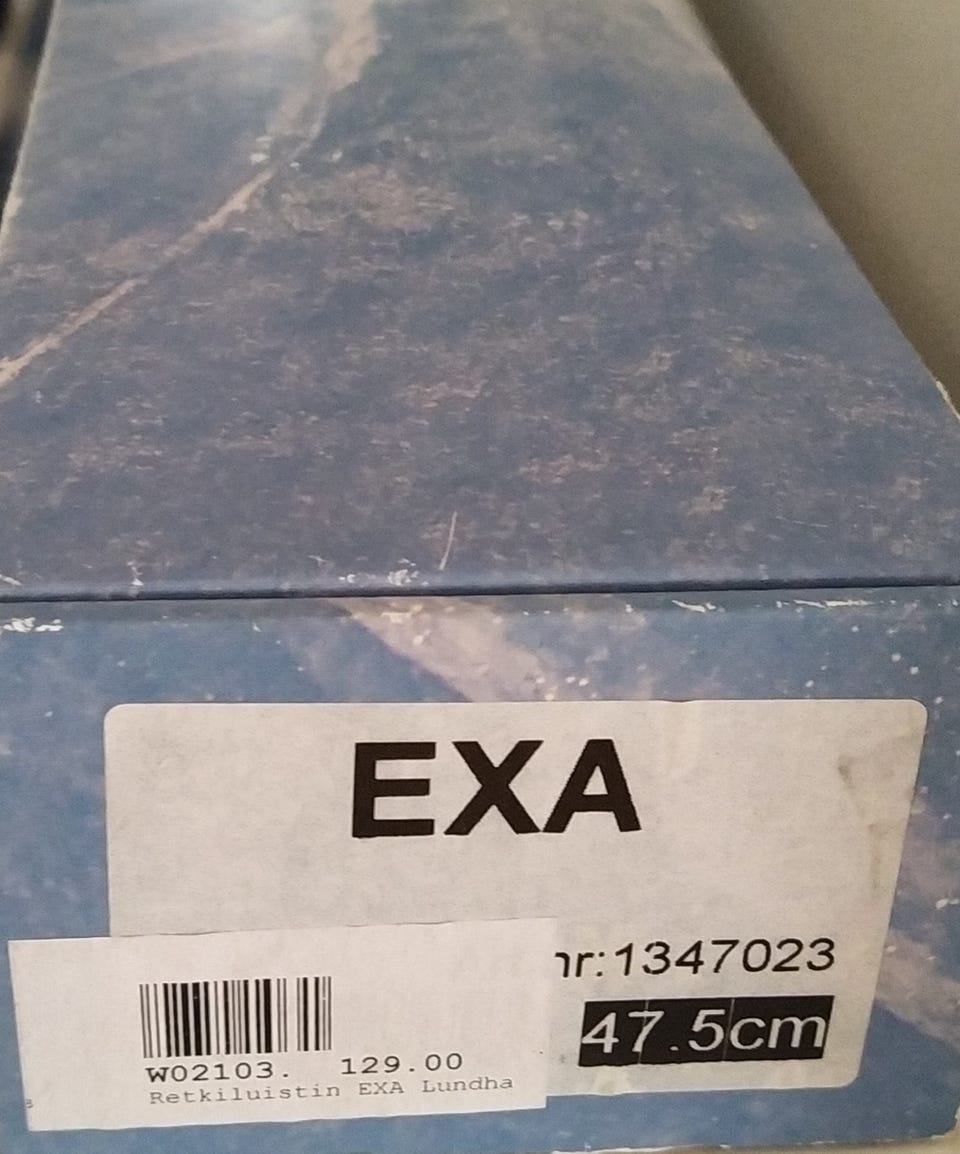 EXA
nr:1347023
47.5cm
W02103. 129.00
Retkiluistin EXA Lundha